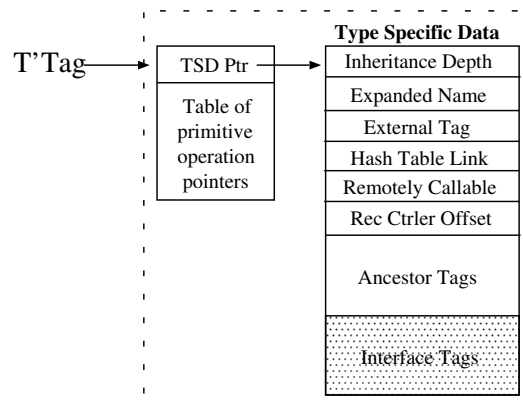 Type Specific Data
T'Tag
TSD Ptr
Table of
primitive
operation
pointers
Inheritance Depth
Expanded Name
External Tag
Hash Table Link
Remotely Callable
Rec Ctrler Offset
Ancestor Tags
Interface Tags